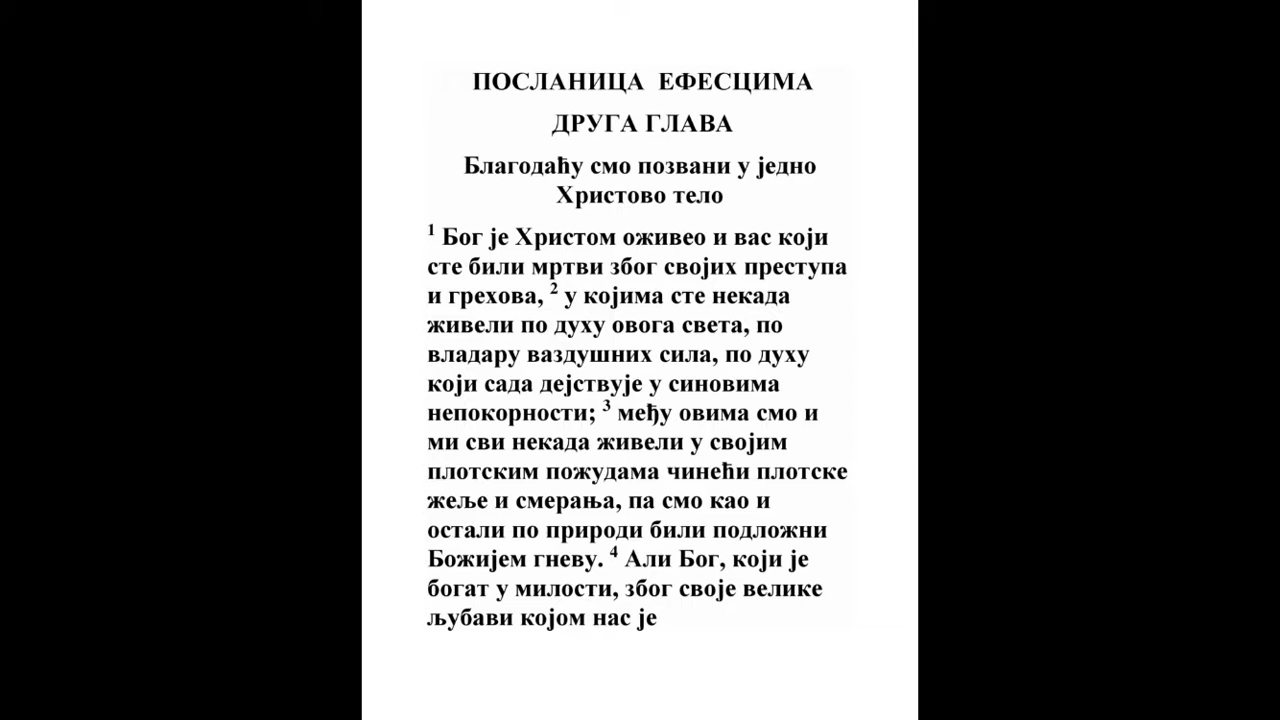 ПОСЛАНИЦА ЕФЕСЦИМА
ДРУГА ГЛАВА
Благодаћу смо позвани у једно
Христово тело
1 Бог је Христом оживео и вас који
сте били мртви због својих преступа
и грехова, 2 у којима сте некада
живели по духу овога света, по
владару ваздушних сила, по духу
који сада дејствује у синовима
непокорности; 3 међу овима смо и
ми сви некада живели у својим
плотским пожудама чинећи плотске
жеље и смерања, па смо као и
остали по природи били подложни
Божијем гневу. 4 Али Бог, који је
богат у милости, због своје велике
љубави којом нас је